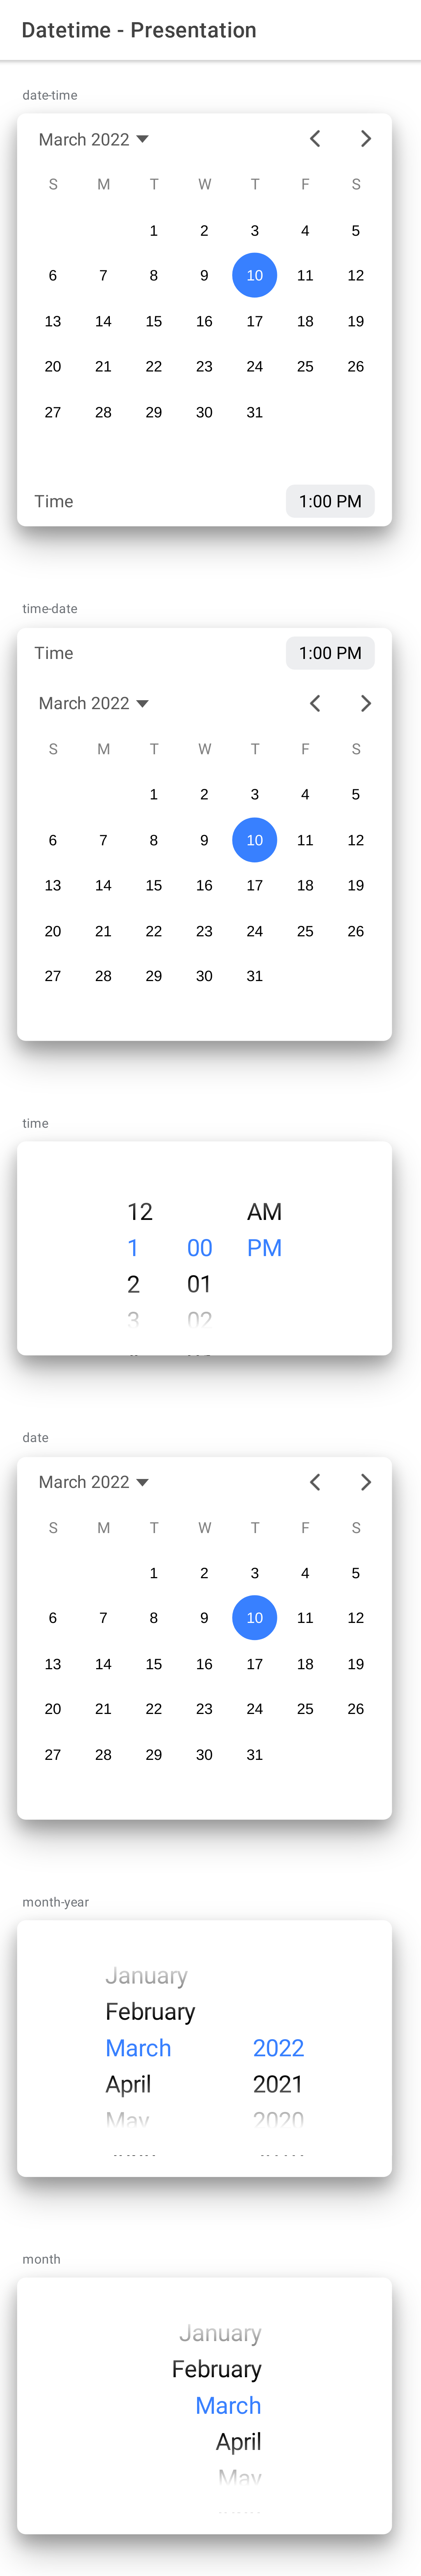 Datetime - Presentation
date-time
March 2022
S M T W T F S
1 2 3 4 5
6 7 8 9 10 11 12
13 14 15 16 17 18 19
20 21 22 23 24 25 26
27 28 29 30 31
Time 1:00 PM
time-date
Time 1:00 PM
March 2022
S M T W T F S
1 2 3 4 5
6 7 8 9 10 11 12
13 14 15 16 17 18 19
20 21 22 23 24 25 26
27 28 29 30 31
time
12 AM
1 00 PM
2 01
3 02
date
March 2022
S M T W T F S
1 2 3 4 5
6 7 8 9 10 11 12
13 14 15 16 17 18 19
20 21 22 23 24 25 26
27 28 29 30 31
month-year
January
February
March 2022
April 2021
May 2020
month
January
February
March
April
May